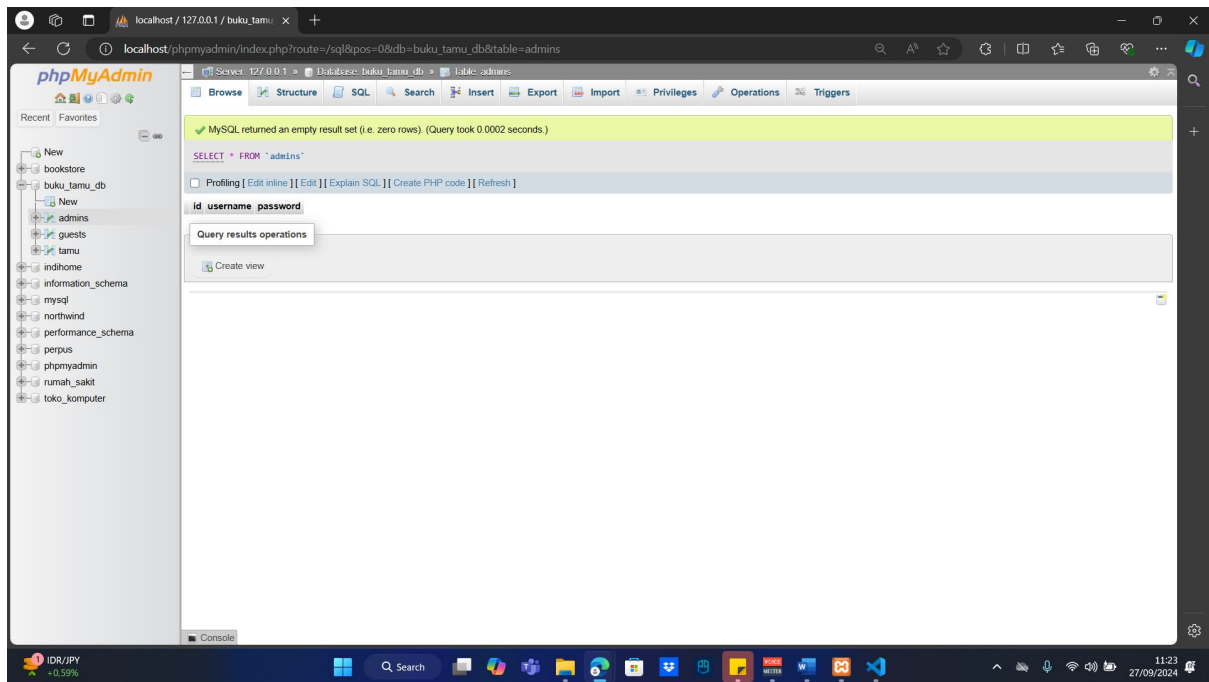 localhost / 127.0.0.1 / buku_tamu_
localhost/phpmyadmin/index.php?route=/sql&pos=0&db=buku_tamu_db&table=admins
phpMyAdmin
Recent Favorites
New
bookstore
buku_tamu_db
New
admins
guests
tamu
indihome
information_schema
mysql
northwind
performance_schema
perpus
phpmyadmin
rumah_sakit
toko_komputer
Server: 127.0.0.1 » Database: buku_tamu_db » Table: admins
Browse Structure SQL Search Insert Export Import Privileges Operations Triggers
MySQL returned an empty result set (i.e. zero rows). (Query took 0.0002 seconds.)
SELECT * FROM `admins`
Profiling [ Edit inline ] [ Edit ] [ Explain SQL ] [ Create PHP code ] [ Refresh ]
id username password
Query results operations
Create view
Console
1
IDR/JPY
+0,59%
Search
VOICE
MEETER
11:23
27/09/2024